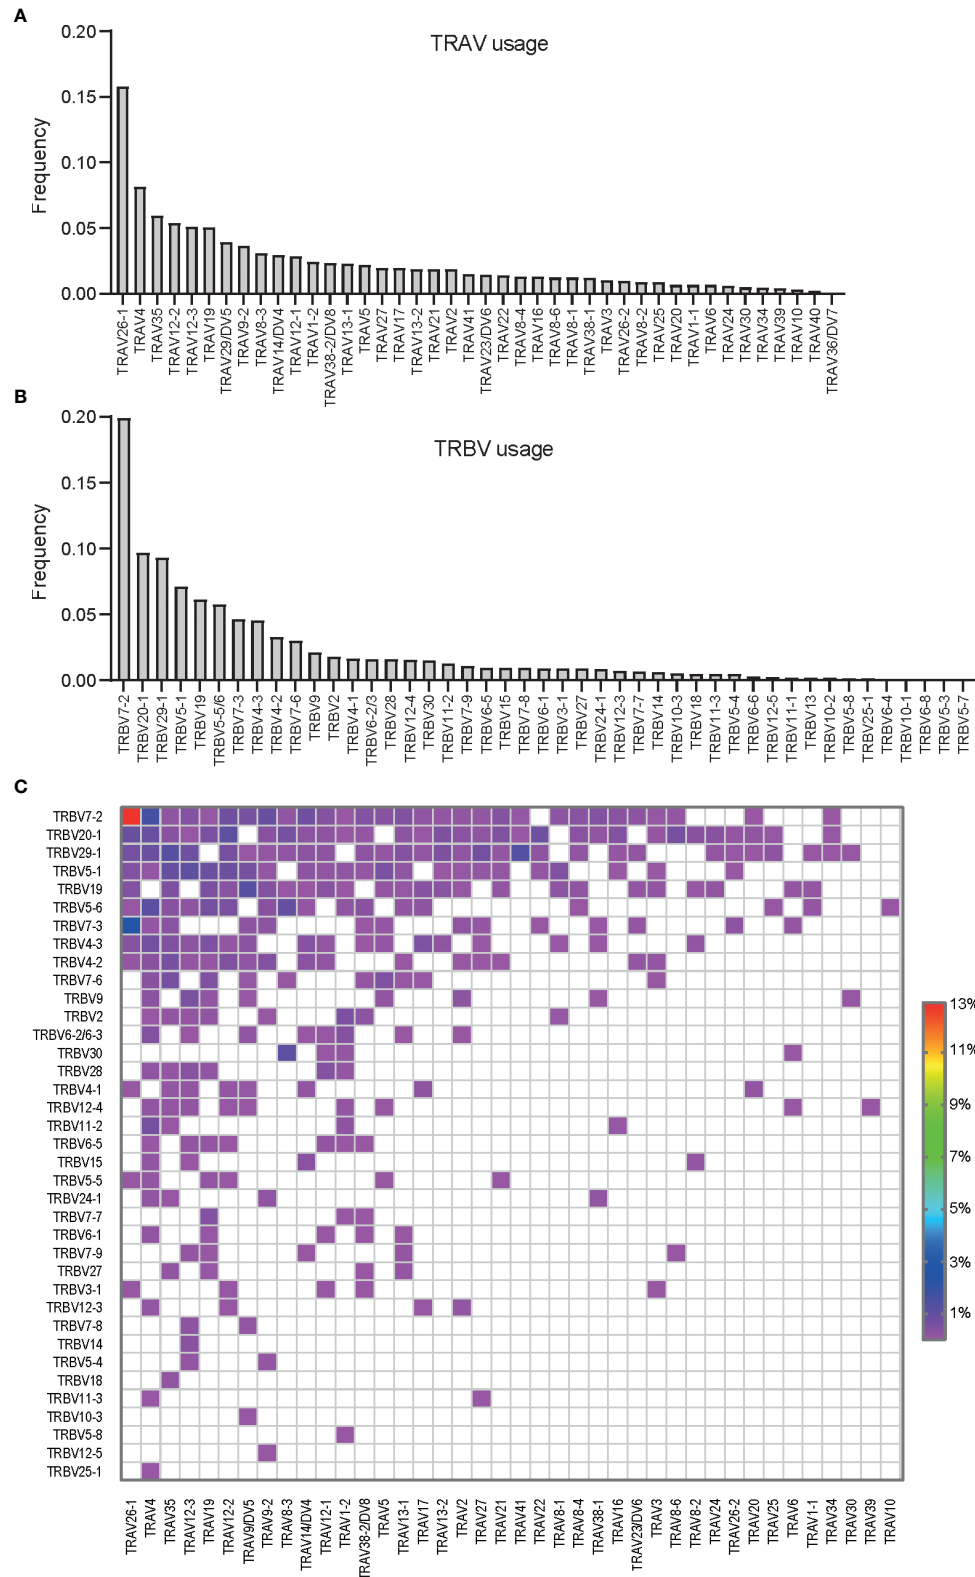 A
TRAV usage
Frequency
0.20
0.15
0.10
0.05
0.00
TRAV26-1
TRAV4
TRAV35
TRAV12-2
TRAV12-3
TRAV19
TRAV29/DV5
TRAV9-2
TRAV8-3
TRAV14/DV4
TRAV12-1
TRAV1-2
TRAV38-2/DV8
TRAV13-1
TRAV5
TRAV27
TRAV17
TRAV13-2
TRAV21
TRAV2
TRAV41
TRAV23/DV6
TRAV22
TRAV8-4
TRAV16
TRAV8-6
TRAV8-1
TRAV38-1
TRAV3
TRAV26-2
TRAV8-2
TRAV25
TRAV20
TRAV1-1
TRAV6
TRAV24
TRAV30
TRAV34
TRAV39
TRAV10
TRAV40
TRAV36/DV7
B
TRBV usage
Frequency
0.20
0.15
0.10
0.05
0.00
TRBV7-2
TRBV20-1
TRBV29-1
TRBV5-1
TRBV19
TRBV5-5/6
TRBV7-3
TRBV4-3
TRBV4-2
TRBV7-6
TRBV9
TRBV2
TRBV4-1
TRBV6-2/3
TRBV28
TRBV12-4
TRBV30
TRBV11-2
TRBV7-9
TRBV6-5
TRBV15
TRBV7-8
TRBV6-1
TRBV3-1
TRBV27
TRBV24-1
TRBV12-3
TRBV7-7
TRBV14
TRBV10-3
TRBV18
TRBV11-3
TRBV5-4
TRBV6-6
TRBV12-5
TRBV11-1
TRBV13
TRBV10-2
TRBV5-8
TRBV25-1
TRBV6-4
TRBV10-1
TRBV6-8
TRBV5-3
TRBV5-7
C
TRBV7-2
TRBV20-1
TRBV29-1
TRBV5-1
TRBV19
TRBV5-6
TRBV7-3
TRBV4-3
TRBV4-2
TRBV7-6
TRBV9
TRBV2
TRBV6-2/6-3
TRBV30
TRBV28
TRBV4-1
TRBV12-4
TRBV11-2
TRBV6-5
TRBV15
TRBV5-5
TRBV24-1
TRBV7-7
TRBV6-1
TRBV7-9
TRBV27
TRBV3-1
TRBV12-3
TRBV7-8
TRBV14
TRBV5-4
TRBV18
TRBV11-3
TRBV10-3
TRBV5-8
TRBV12-5
TRBV25-1
TRAV26-1
TRAV4
TRAV35
TRAV12-3
TRAV19
TRAV12-2
TRAV9/DV5
TRAV9-2
TRAV8-3
TRAV14/DV4
TRAV12-1
TRAV1-2
TRAV38-2/DV8
TRAV5
TRAV13-1
TRAV17
TRAV13-2
TRAV2
TRAV27
TRAV21
TRAV41
TRAV22
TRAV8-1
TRAV8-4
TRAV38-1
TRAV16
TRAV23/DV6
TRAV3
TRAV8-6
TRAV8-2
TRAV24
TRAV26-2
TRAV20
TRAV25
TRAV6
TRAV1-1
TRAV34
TRAV30
TRAV39
TRAV10
13%
11%
9%
7%
5%
3%
1%